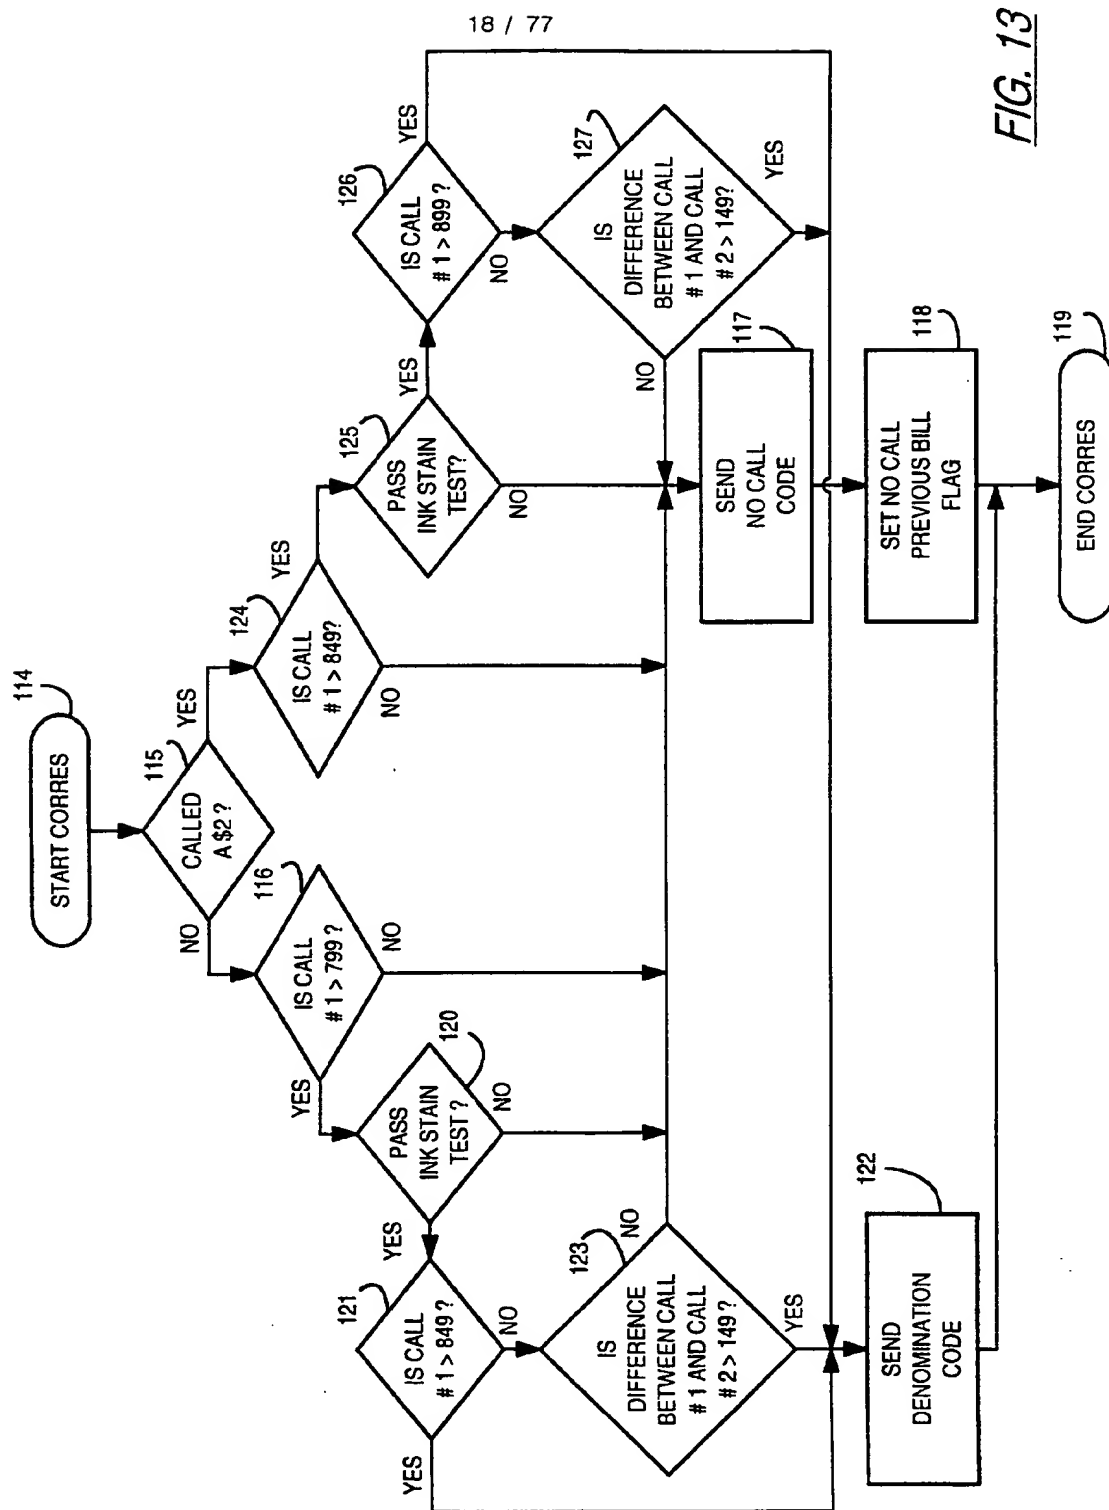 18 / 77
START CORRES
114
CALLED
A $2 ?
115
NO
YES
IS CALL
# 1 > 799 ?
116
YES
NO
IS CALL
# 1 > 849?
124
YES
NO
PASS
INK STAIN
TEST ?
120
YES
NO
PASS
INK STAIN
TEST?
125
YES
NO
IS CALL
# 1 > 849 ?
121
YES
NO
IS CALL
# 1 > 899 ?
126
YES
NO
IS
DIFFERENCE
BETWEEN CALL
# 1 AND CALL
# 2 > 149?
123
NO
YES
IS
DIFFERENCE
BETWEEN CALL
# 1 AND CALL
# 2 > 149?
127
NO
YES
SEND
NO CALL
CODE
117
SEND
DENOMINATION
CODE
122
SET NO CALL
PREVIOUS BILL
FLAG
118
END CORRES
119
FIG. 13